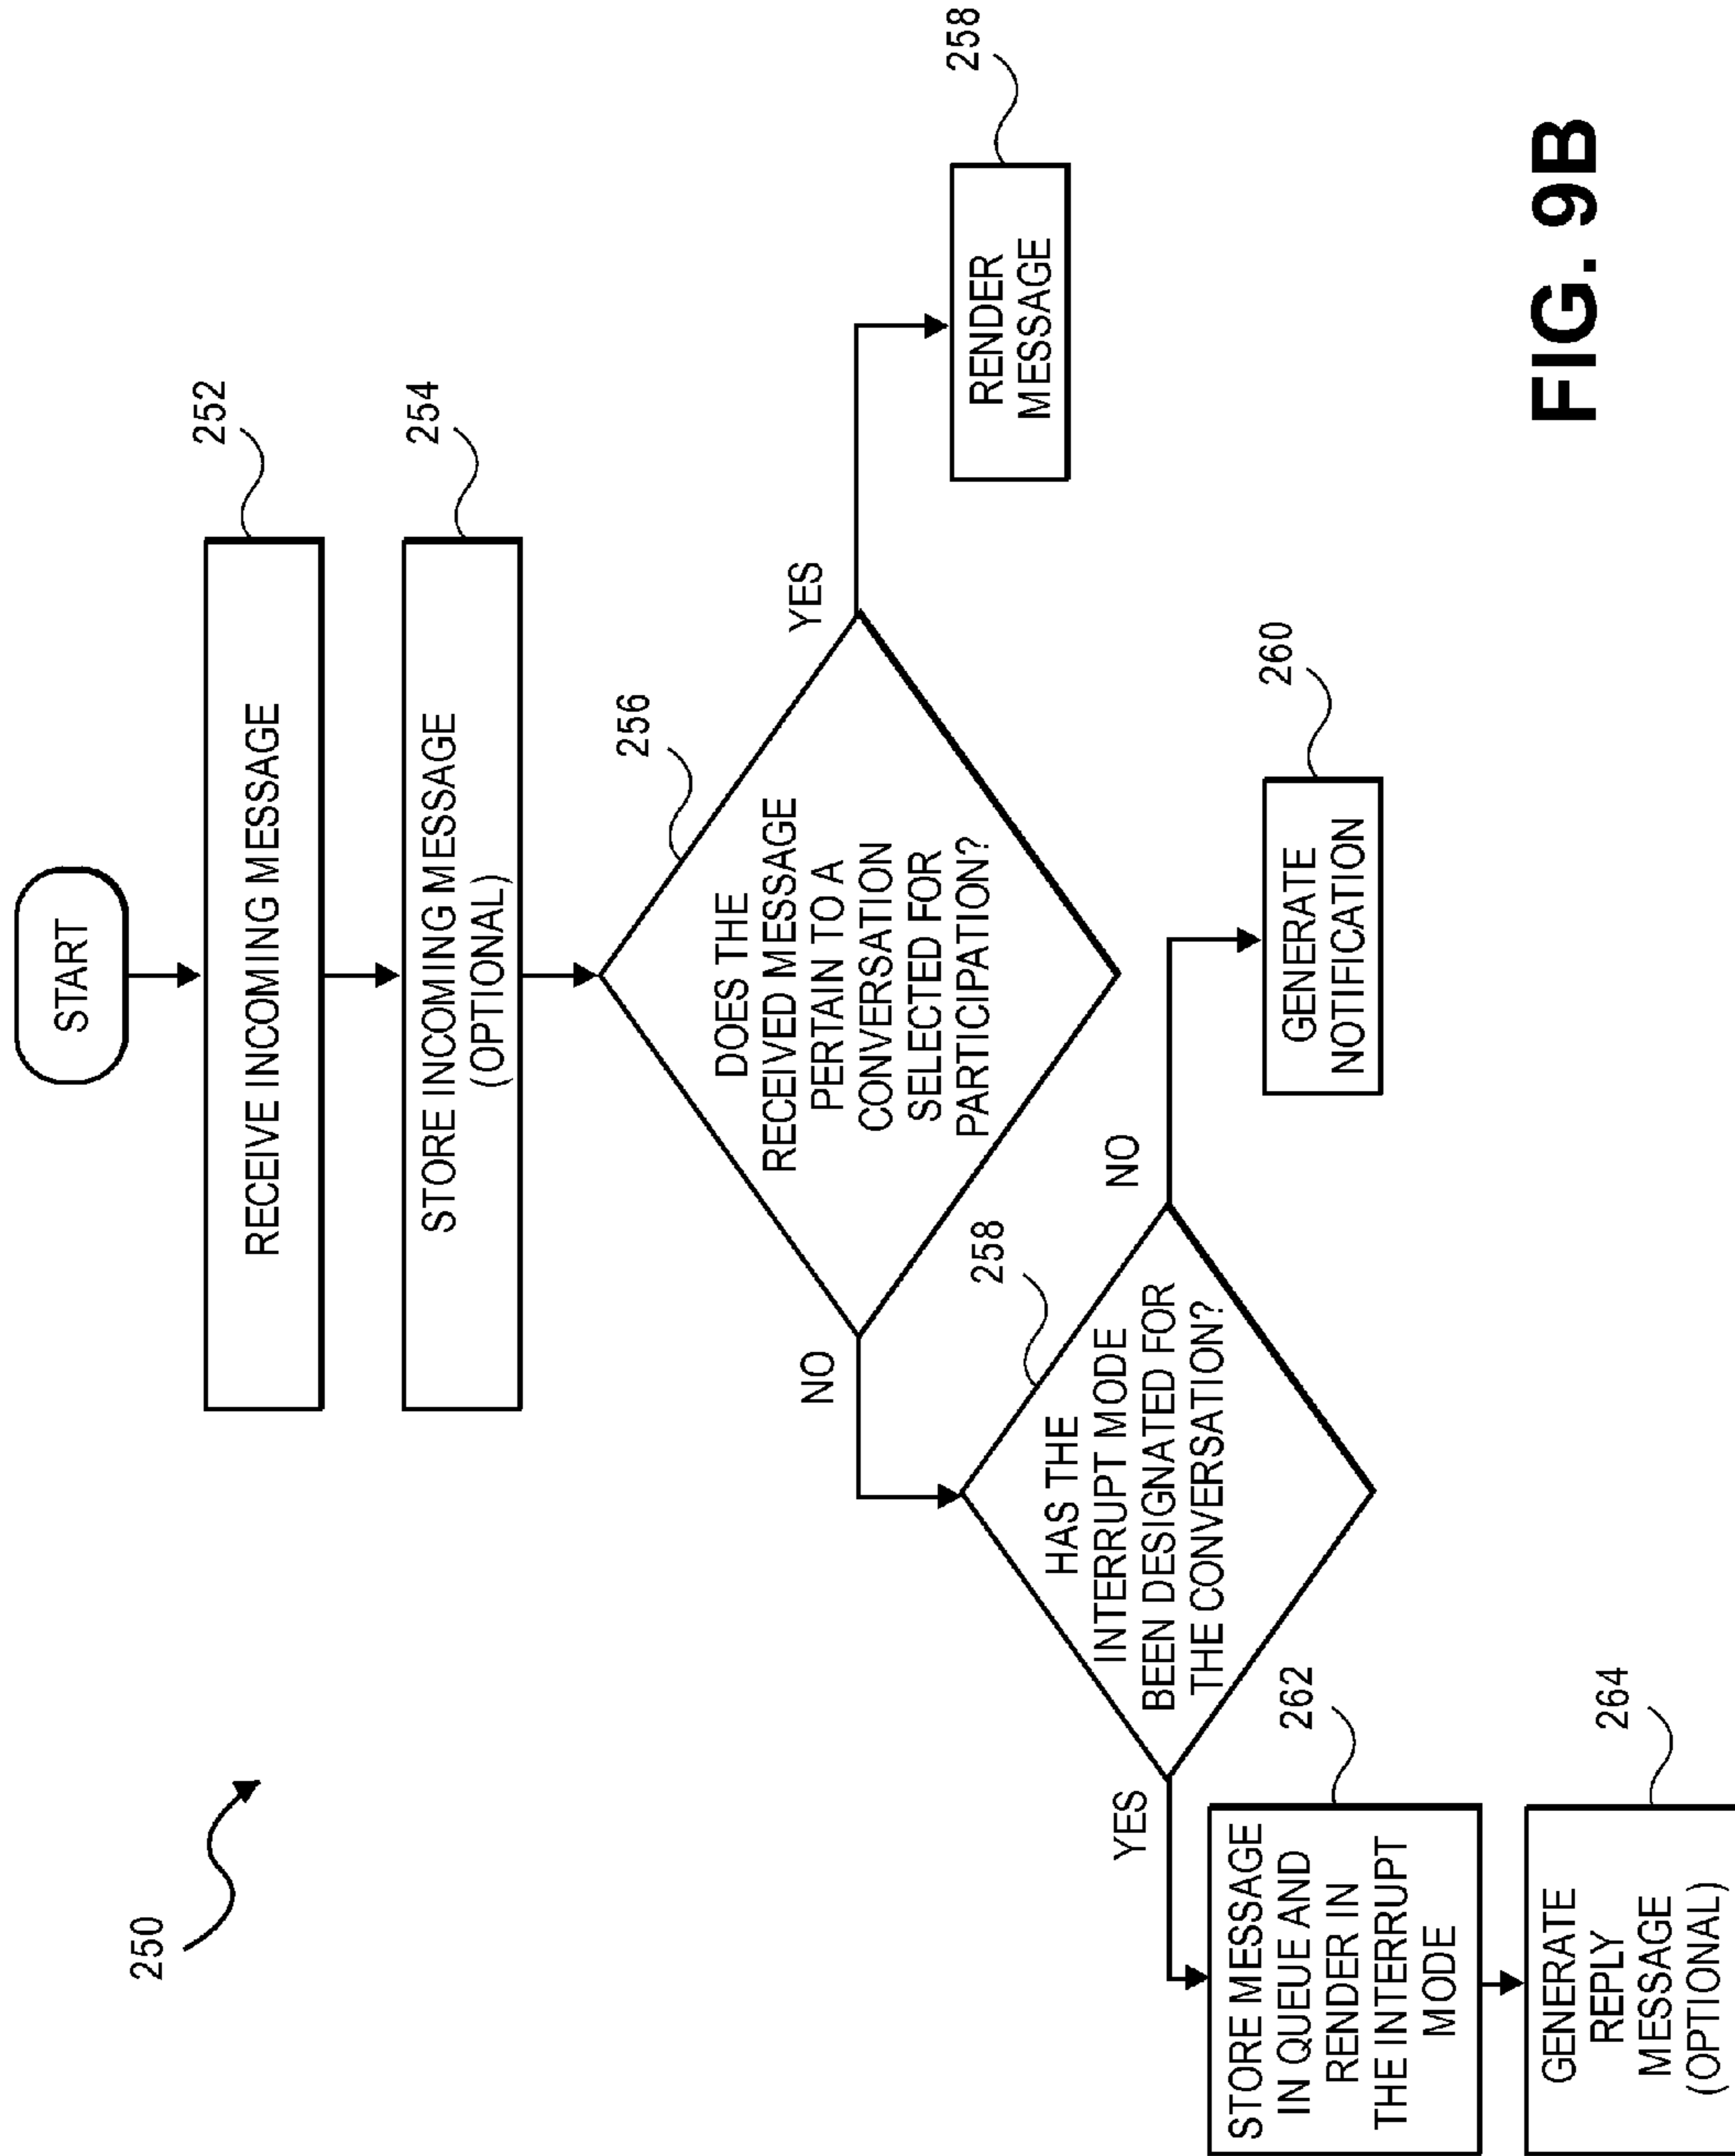 250
START
RECEIVE INCOMING MESSAGE
252
STORE INCOMING MESSAGE
(OPTIONAL)
254
DOES THE
RECEIVED MESSAGE
PERTAIN TO A
CONVERSATION
SELECTED FOR
PARTICIPATION?
256
YES
NO
RENDER
MESSAGE
258
HAS THE
INTERRUPT MODE
BEEN DESIGNATED FOR
THE CONVERSATION?
258
NO
YES
GENERATE
NOTIFICATION
260
STORE MESSAGE
IN QUEUE AND
RENDER IN
THE INTERRUPT
MODE
262
GENERATE
REPLY
MESSAGE
(OPTIONAL)
264
FIG. 9B